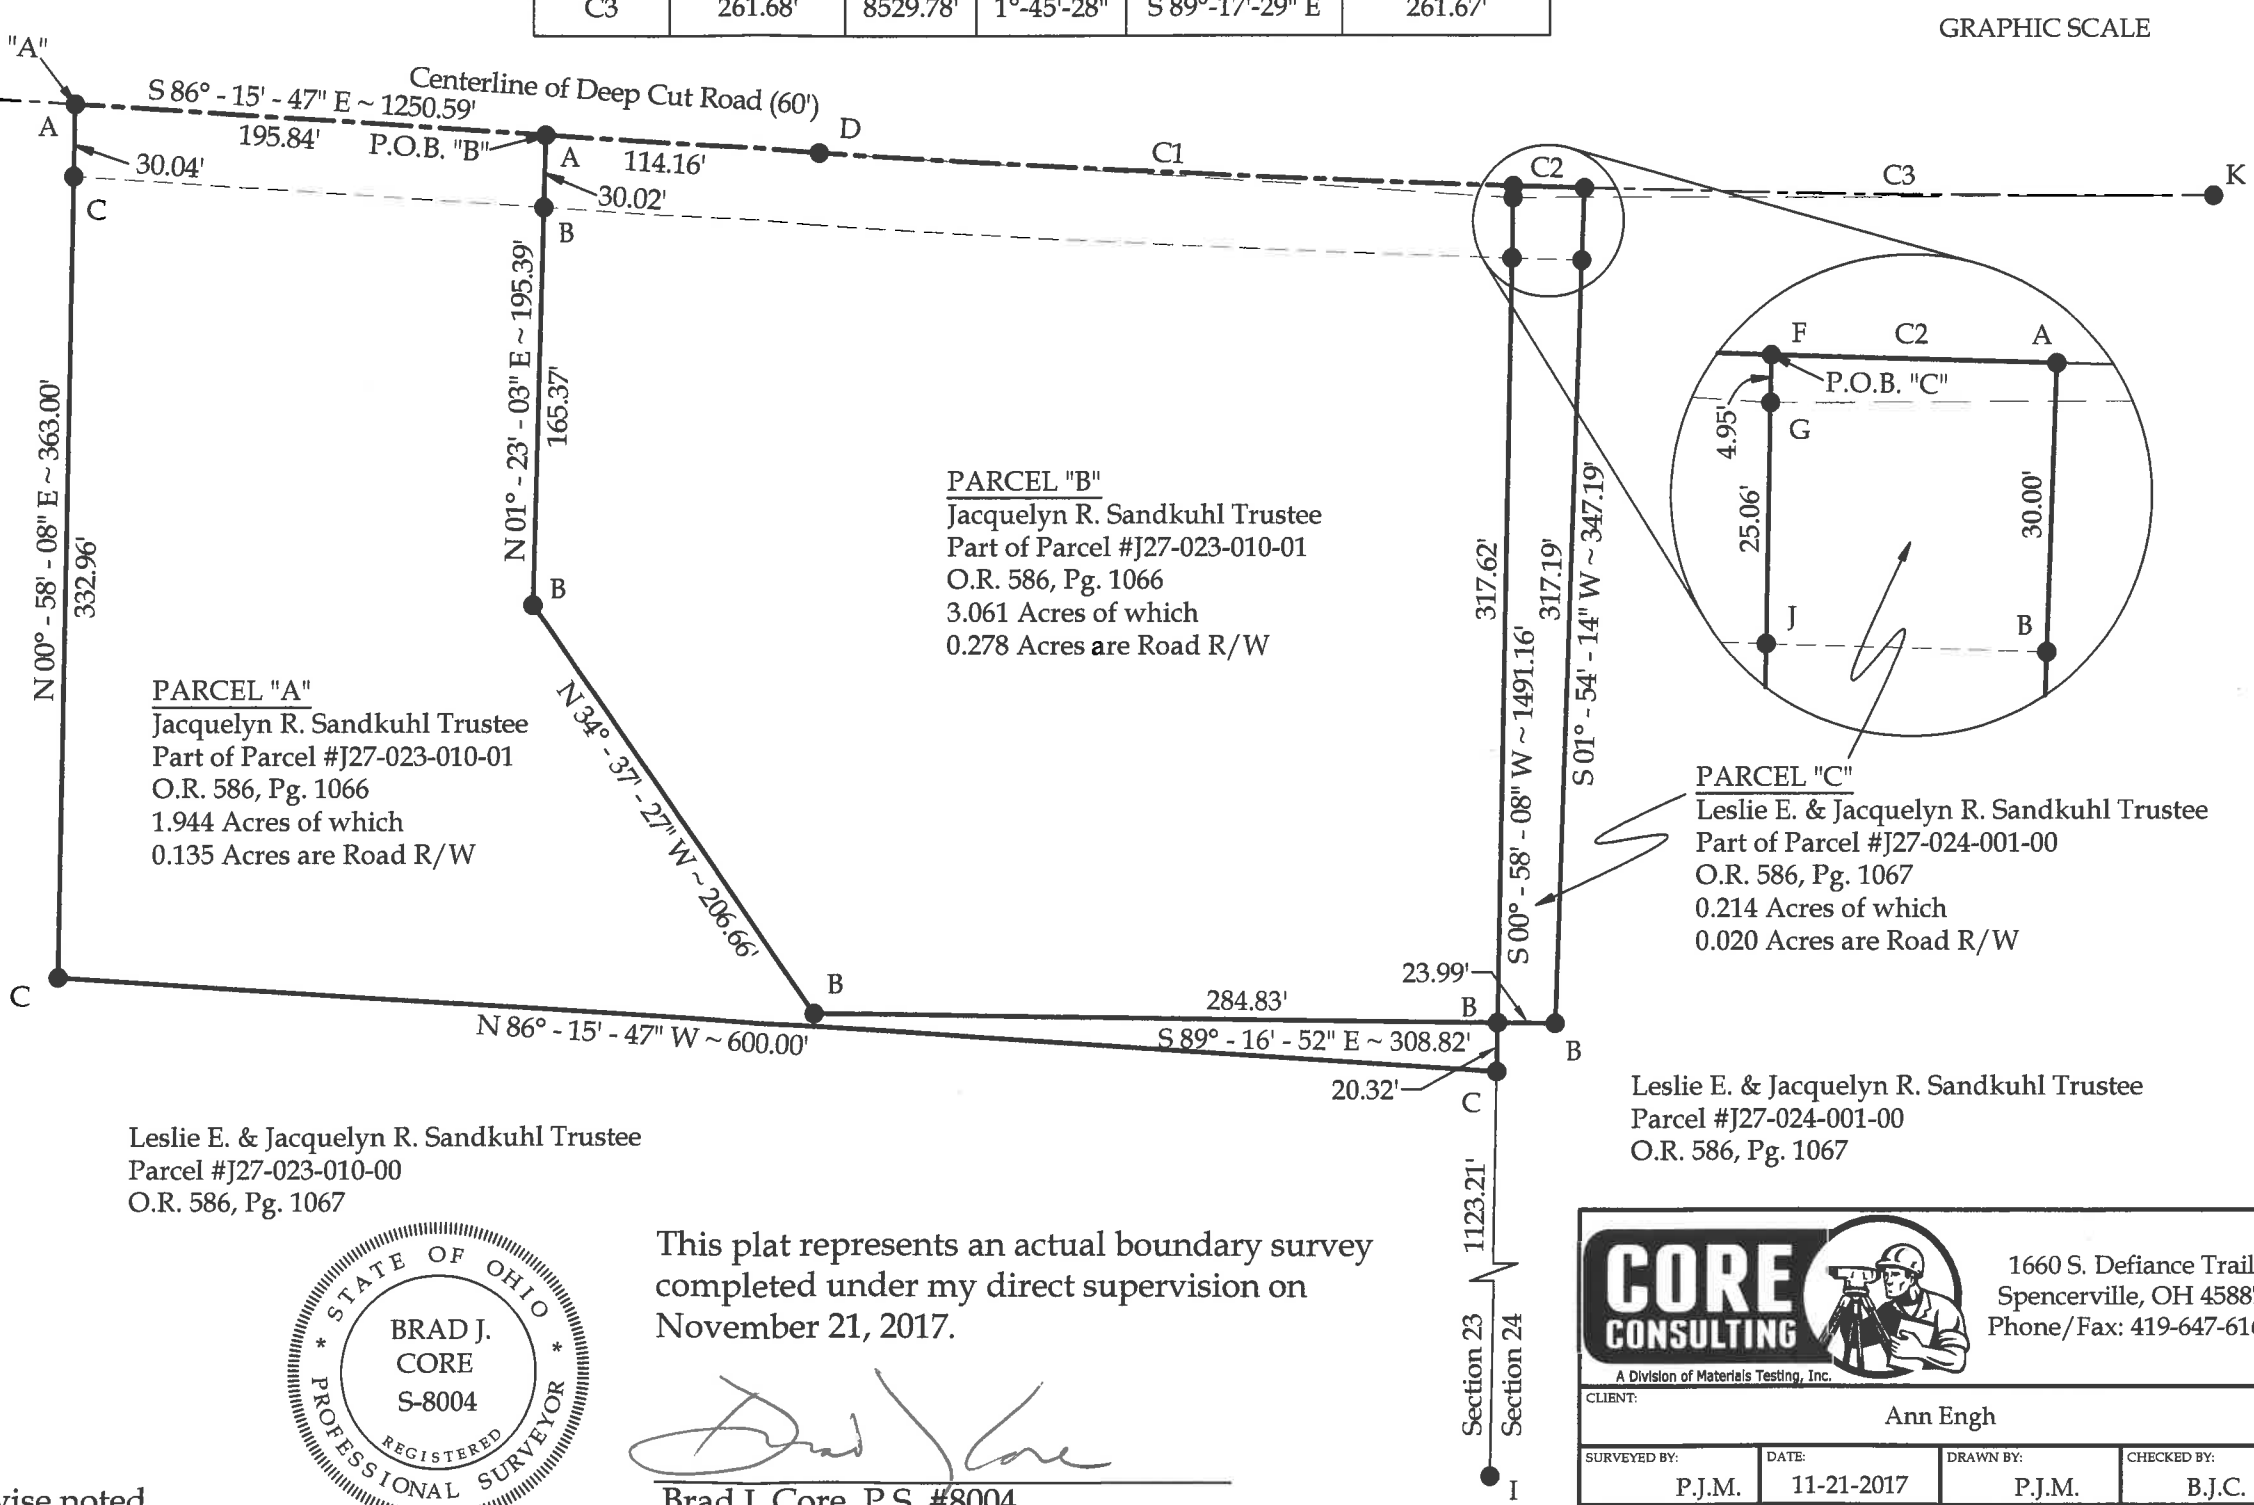 C3 261.68' 8529.78' 1°-45'-28" S 89°-17'-29" E 261.67'
GRAPHIC SCALE
"A"
S 86° - 15' - 47" E ~ 1250.59'
Centerline of Deep Cut Road (60')
A
195.84'
P.O.B. "B"
A
114.16'
D
C1
C2
C3
K
30.04'
30.02'
C
B
N 01° - 23' - 03" E ~ 195.39'
165.37'
N 00° - 58' - 08" E ~ 363.00'
332.96'
B
N 34° - 37' - 27" W ~ 206.66'
F
C2
A
P.O.B. "C"
4.95'
G
25.06'
30.00'
J
B
PARCEL "B"
Jacquelyn R. Sandkuhl Trustee
Part of Parcel #J27-023-010-01
O.R. 586, Pg. 1066
3.061 Acres of which
0.278 Acres are Road R/W
317.62'
S 00° - 58' - 08" W ~ 1491.16'
317.19'
S 01° - 54' - 14" W ~ 347.19'
PARCEL "A"
Jacquelyn R. Sandkuhl Trustee
Part of Parcel #J27-023-010-01
O.R. 586, Pg. 1066
1.944 Acres of which
0.135 Acres are Road R/W
PARCEL "C"
Leslie E. & Jacquelyn R. Sandkuhl Trustee
Part of Parcel #J27-024-001-00
O.R. 586, Pg. 1067
0.214 Acres of which
0.020 Acres are Road R/W
C
B
284.83'
23.99'
B
N 86° - 15' - 47" W ~ 600.00'
S 89° - 16' - 52" E ~ 308.82'
B
20.32'
C
Leslie E. & Jacquelyn R. Sandkuhl Trustee
Parcel #J27-024-001-00
O.R. 586, Pg. 1067
Leslie E. & Jacquelyn R. Sandkuhl Trustee
Parcel #J27-023-010-00
O.R. 586, Pg. 1067
1123.21'
Section 23
Section 24
I
STATE OF OHIO
BRAD J.
CORE
S-8004
REGISTERED
* PROFESSIONAL SURVEYOR *
This plat represents an actual boundary survey
completed under my direct supervision on
November 21, 2017.
Brad J Core
Brad J. Core, P.S. #8004
noted
CORE
CONSULTING
A Division of Materials Testing, Inc.
1660 S. Defiance Trail
Spencerville, OH 4588
Phone/Fax: 419-647-61
CLIENT:
Ann Engh
SURVEYED BY:
P.J.M.
DATE:
11-21-2017
DRAWN BY:
P.J.M.
CHECKED BY:
B.J.C.